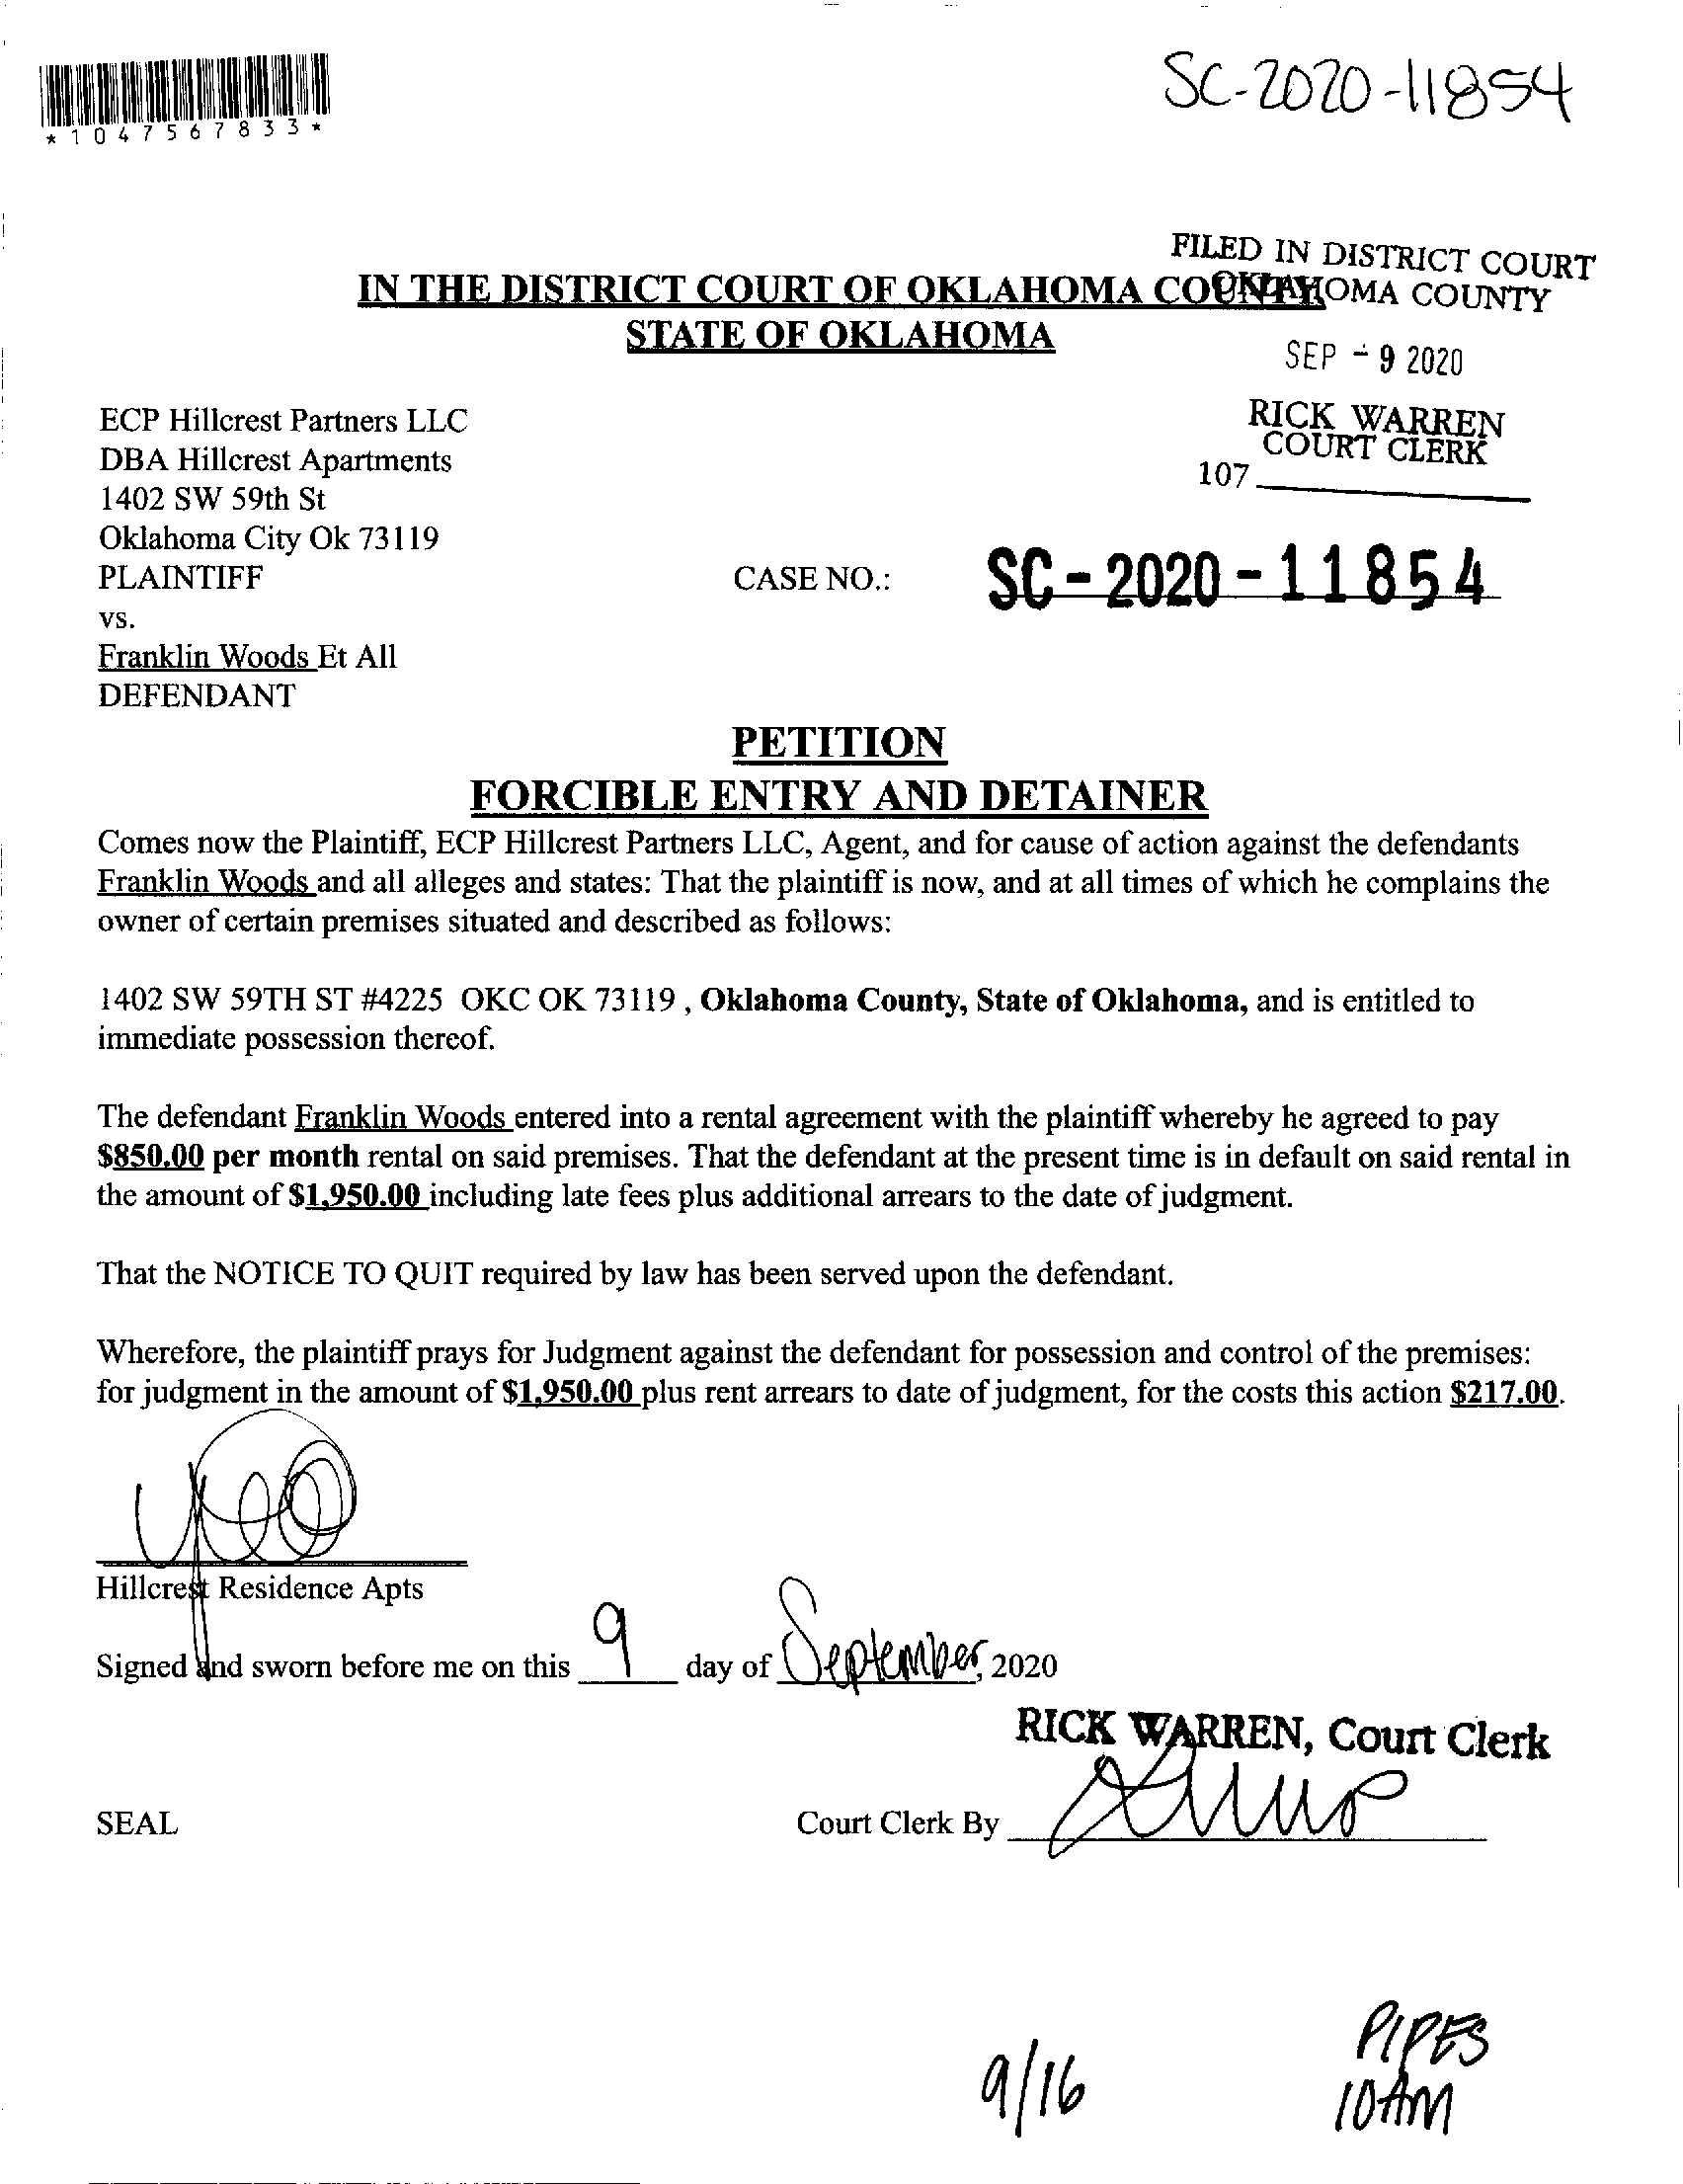 SC-2020-11854
*1047567833*
FILED IN DISTRICT COURT
OKLAHOMA COUNTY
IN THE DISTRICT COURT OF OKLAHOMA COUNTY
STATE OF OKLAHOMA
SEP - 9 2020
RICK WARREN
COURT CLERK
107
ECP Hillcrest Partners LLC
DBA Hillcrest Apartments
1402 SW 59th St
Oklahoma City Ok 73119
PLAINTIFF
CASE NO.: SC-2020-11854
vs.
Franklin Woods Et All
DEFENDANT
PETITION
FORCIBLE ENTRY AND DETAINER
Comes now the Plaintiff, ECP Hillcrest Partners LLC, Agent, and for cause of action against the defendants
Franklin Woods and all alleges and states: That the plaintiff is now, and at all times of which he complains the
owner of certain premises situated and described as follows:
1402 SW 59TH ST #4225 OKC OK 73119 , Oklahoma County, State of Oklahoma, and is entitled to
immediate possession thereof.
The defendant Franklin Woods entered into a rental agreement with the plaintiff whereby he agreed to pay
$850.00 per month rental on said premises. That the defendant at the present time is in default on said rental in
the amount of $1,950.00 including late fees plus additional arrears to the date of judgment.
That the NOTICE TO QUIT required by law has been served upon the defendant.
Wherefore, the plaintiff prays for Judgment against the defendant for possession and control of the premises:
for judgment in the amount of $1,950.00 plus rent arrears to date of judgment, for the costs this action $217.00.
Hillcrest Residence Apts
Signed and sworn before me on this 9 day of September, 2020
RICK WARREN, Court Clerk
SEAL
Court Clerk By
PIPES
9/16
10AM